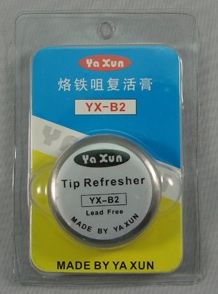 Ya Xun
烙铁咀复活膏
YX-B2
YA
Ya Xun
Tip Refresher
YX-B2
Lead Free
MADE BY YAXUN
MADE BY YA XUN